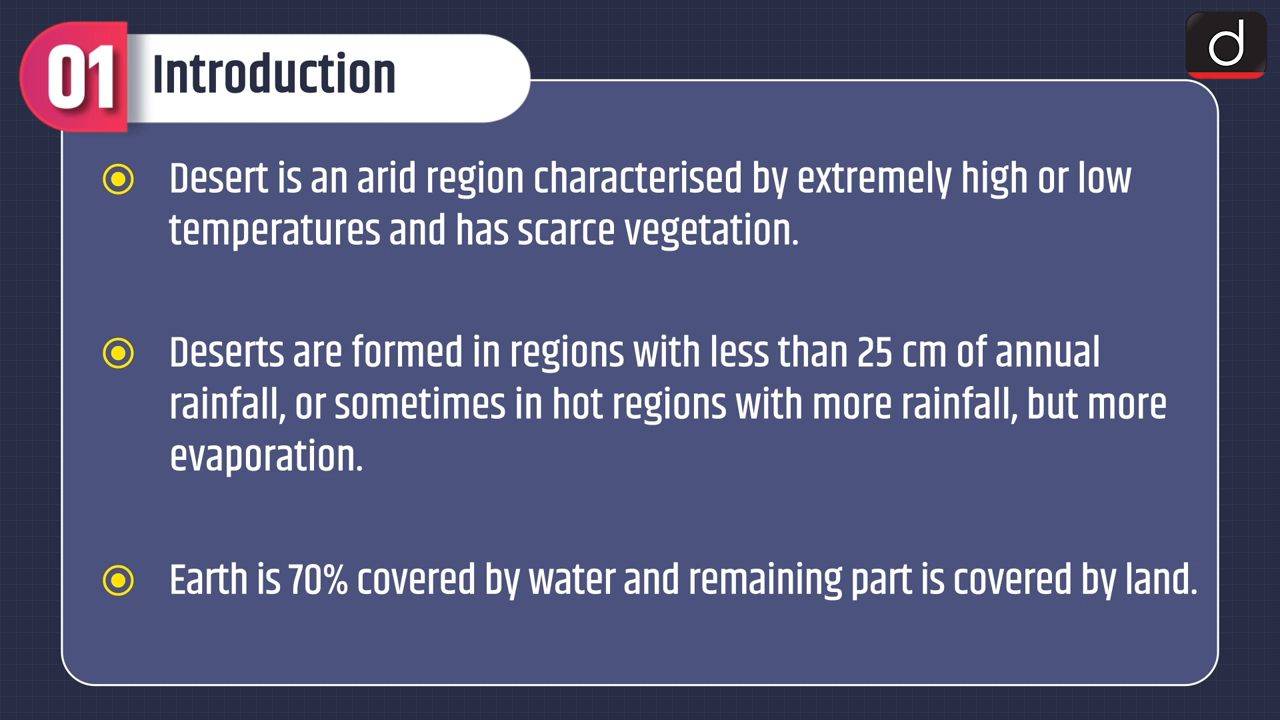 01 Introduction
d
Desert is an arid region characterised by extremely high or low
temperatures and has scarce vegetation.
Deserts are formed in regions with less than 25 cm of annual
rainfall, or sometimes in hot regions with more rainfall, but more
evaporation.
Earth is 70% covered by water and remaining part is covered by land.